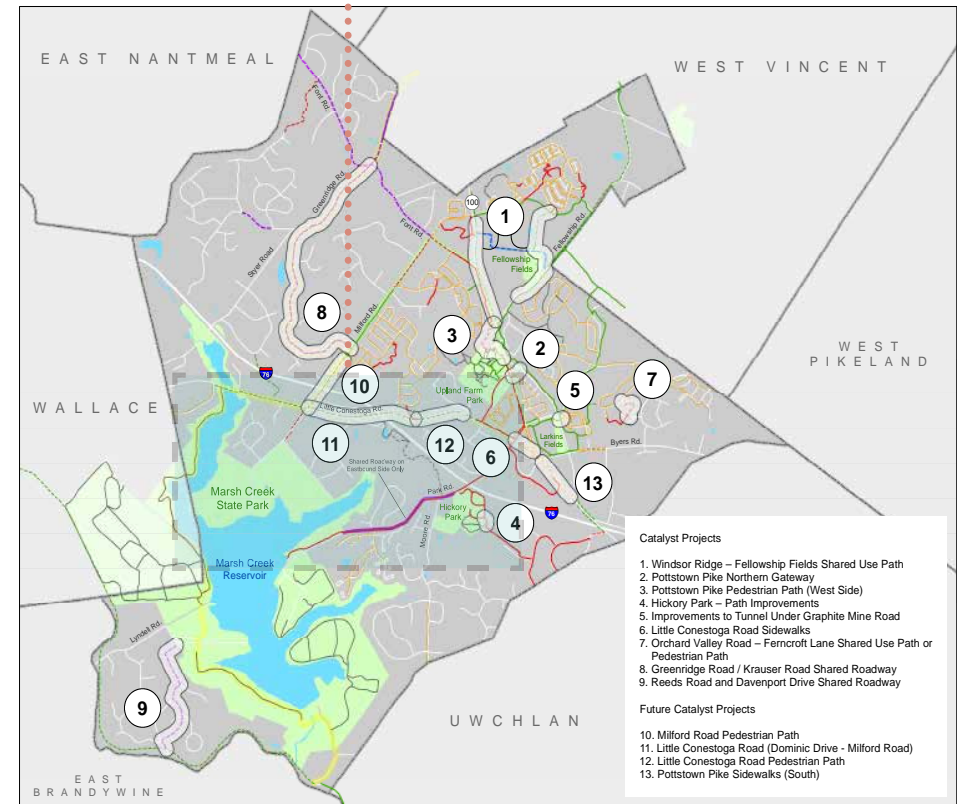 EAST NANTMEAL
WEST VINCENT
Font Rd.
Greenridge Rd.
100
1
Font Rd.
Fellowship Rd.
Styer Road
Fellowship
Fields
8
Milford Rd.
3
2
WEST
PIKELAND
76
10
7
Upland Farm
Park
5
WALLACE
Little Conestoga Rd.
11
12
6
Larkins
Fields
Byers Rd.
Shared Roadway on
Eastbound Side Only
13
Marsh Creek
State Park
Park Rd.
76
Hickory
Park
4
Moore Rd.
Marsh Creek
Reservoir
Lyndell Rd.
9
UWCHLAN
EAST
BRANDYWINE
Catalyst Projects
1. Windsor Ridge – Fellowship Fields Shared Use Path
2. Pottstown Pike Northern Gateway
3. Pottstown Pike Pedestrian Path (West Side)
4. Hickory Park – Path Improvements
5. Improvements to Tunnel Under Graphite Mine Road
6. Little Conestoga Road Sidewalks
7. Orchard Valley Road – Ferncroft Lane Shared Use Path or
Pedestrian Path
8. Greenridge Road / Krauser Road Shared Roadway
9. Reeds Road and Davenport Drive Shared Roadway
Future Catalyst Projects
10. Milford Road Pedestrian Path
11. Little Conestoga Road (Dominic Drive - Milford Road)
12. Little Conestoga Road Pedestrian Path
13. Pottstown Pike Sidewalks (South)